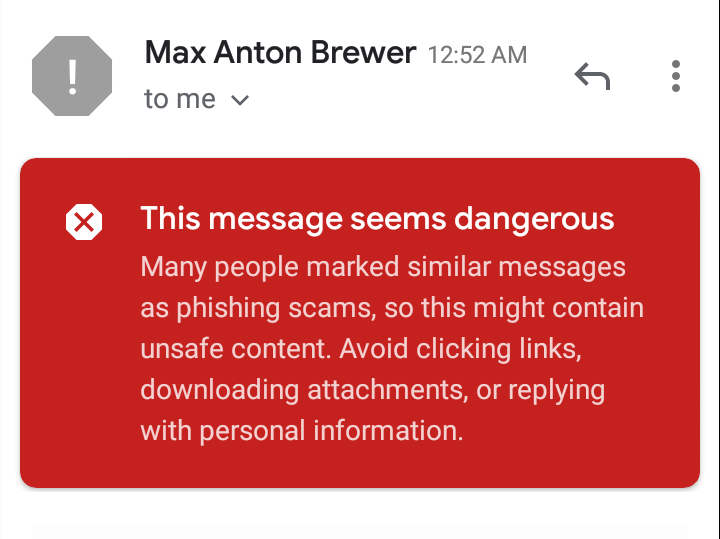 Max Anton Brewer 12:52 AM
to me
This message seems dangerous
Many people marked similar messages
as phishing scams, so this might contain
unsafe content. Avoid clicking links,
downloading attachments, or replying
with personal information.